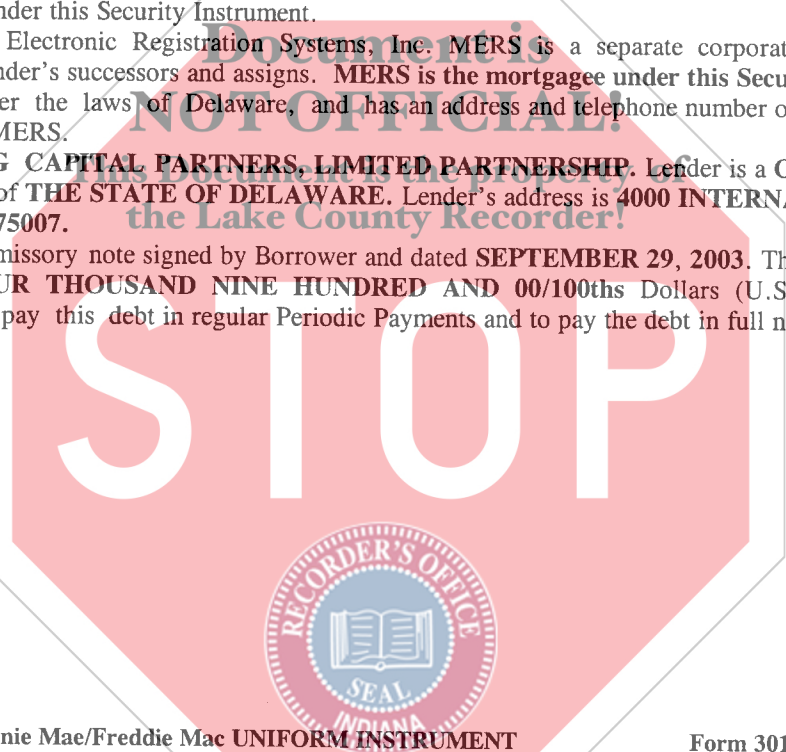 nder this Security Instrument.
Document is
Electronic Registration Systems, Inc. MERS is a separate corporat
nder's successors and assigns. MERS is the mortgagee under this Secu
NOT OFFICIAL!
er the laws of Delaware, and has an address and telephone number o
MERS.
G CAPITAL PARTNERS, LIMITED PARTNERSHIP. Lender is a C
This Document is the property of
of THE STATE OF DELAWARE. Lender's address is 4000 INTERNA
75007.
the Lake County Recorder!
missory note signed by Borrower and dated SEPTEMBER 29, 2003. Th
UR THOUSAND NINE HUNDRED AND 00/100ths Dollars (U.S
pay this debt in regular Periodic Payments and to pay the debt in full n
STOP
RECORDER'S OFFICE
SEAL
INDIANA
nie Mae/Freddie Mac UNIFORM INSTRUMENT
Form 301